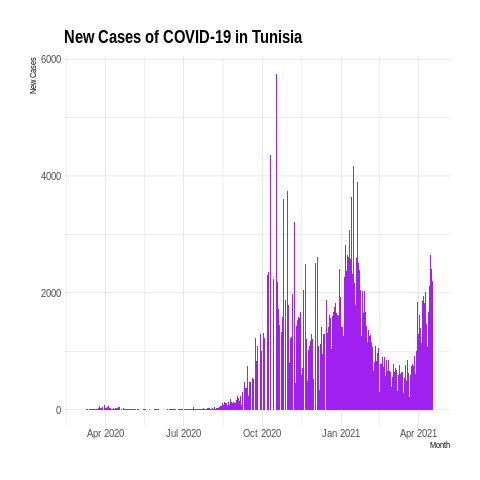 New Cases of COVID-19 in Tunisia
New Cases
6000
4000
2000
0
Apr 2020 Jul 2020 Oct 2020 Jan 2021 Apr 2021
Month